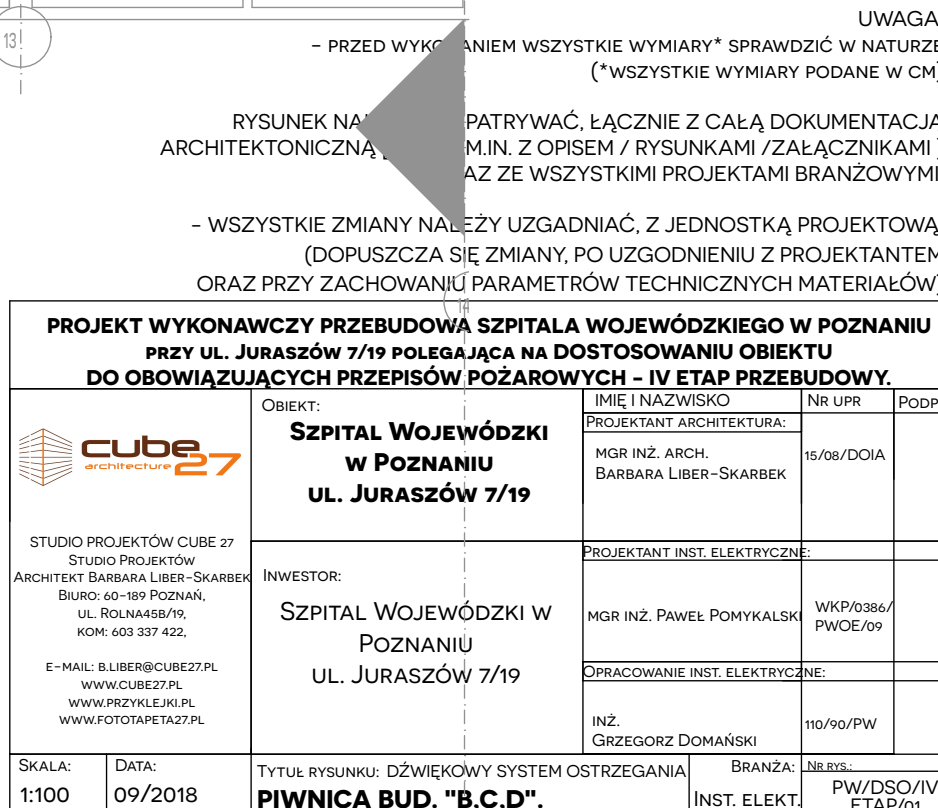 13
UWAGA
- PRZED WYKONANIEM WSZYSTKIE WYMIARY* SPRAWDZIĆ W NATURZE
(*WSZYSTKIE WYMIARY PODANE W CM)
RYSUNEK NA PATRYWAĆ, ŁĄCZNIE Z CAŁĄ DOKUMENTACJA
ARCHITEKTONICZNĄ M.IN. Z OPISEM / RYSUNKAMI /ZAŁĄCZNIKAMI )
AZ ZE WSZYSTKIMI PROJEKTAMI BRANŻOWYMI
- WSZYSTKIE ZMIANY NALEŻY UZGADNIAĆ, Z JEDNOSTKĄ PROJEKTOWĄ
(DOPUSZCZA SIĘ ZMIANY, PO UZGODNIENIU Z PROJEKTANTEM
ORAZ PRZY ZACHOWANIU PARAMETRÓW TECHNICZNYCH MATERIAŁÓW)
14
PROJEKT WYKONAWCZY PRZEBUDOWA SZPITALA WOJEWÓDZKIEGO W POZNANIU
PRZY UL. JURASZÓW 7/19 POLEGAJĄCA NA DOSTOSOWANIU OBIEKTU
DO OBOWIĄZUJĄCYCH PRZEPISÓW POŻAROWYCH - IV ETAP PRZEBUDOWY.
cube
architecture 27
STUDIO PROJEKTÓW CUBE 27
STUDIO PROJEKTÓW
ARCHITEKT BARBARA LIBER-SKARBEK
BIURO: 60-189 POZNAŃ,
UL. ROLNA45B/19,
KOM: 603 337 422,
E-MAIL: B.LIBER@CUBE27.PL
WWW.CUBE27.PL
WWW.PRZYKLEJKI.PL
WWW.FOTOTAPETA27.PL
OBIEKT:
SZPITAL WOJEWÓDZKI
W POZNANIU
UL. JURASZÓW 7/19
INWESTOR:
SZPITAL WOJEWÓDZKI W
POZNANIU
UL. JURASZÓW 7/19
IMIĘ I NAZWISKO NR UPR PODP
PROJEKTANT ARCHITEKTURA:
MGR INŻ. ARCH.
BARBARA LIBER-SKARBEK
15/08/DOIA
PROJEKTANT INST. ELEKTRYCZNE:
MGR INŻ. PAWEŁ POMYKALSKI
WKP/0386/
PWOE/09
OPRACOWANIE INST. ELEKTRYCZNE:
INŻ.
GRZEGORZ DOMAŃSKI
110/90/PW
SKALA:
1:100
DATA:
09/2018
TYTUŁ RYSUNKU: DŹWIĘKOWY SYSTEM OSTRZEGANIA
PIWNICA BUD. "B,C,D".
BRANŻA:
INST. ELEKT.
NR RYS.:
PW/DSO/IV
ETAP/01